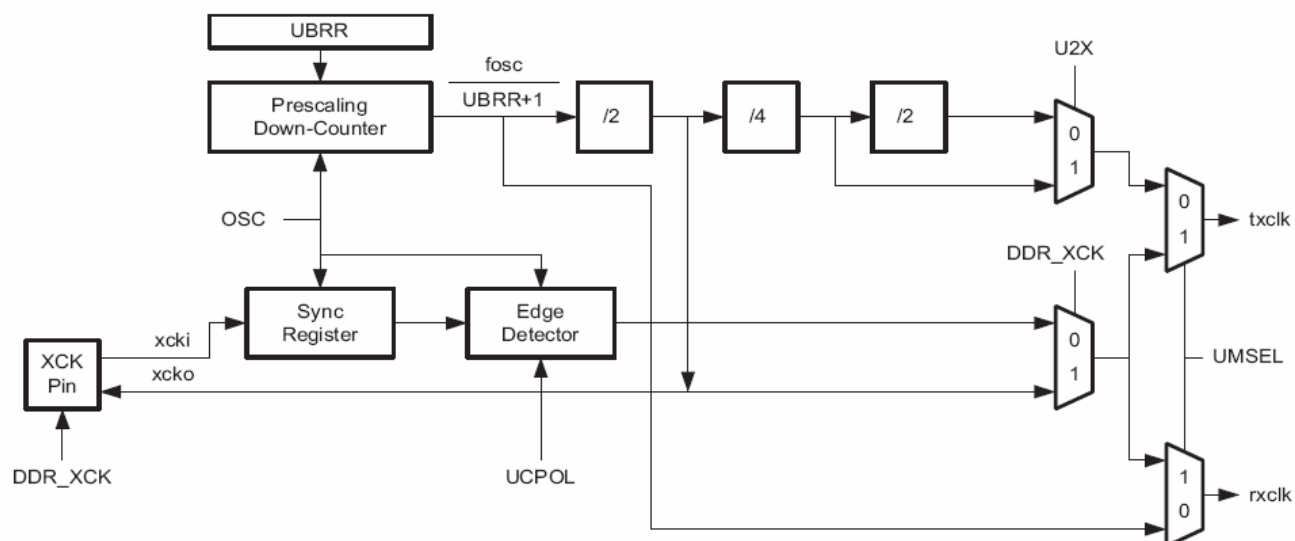 UBRR
U2X
fosc
Prescaling
Down-Counter
UBRR+1
/2
/4
/2
0
1
OSC
0
1
txclk
DDR_XCK
Sync
Register
Edge
Detector
xcki
0
1
UMSEL
XCK
Pin
xcko
DDR_XCK
UCPOL
1
0
rxclk